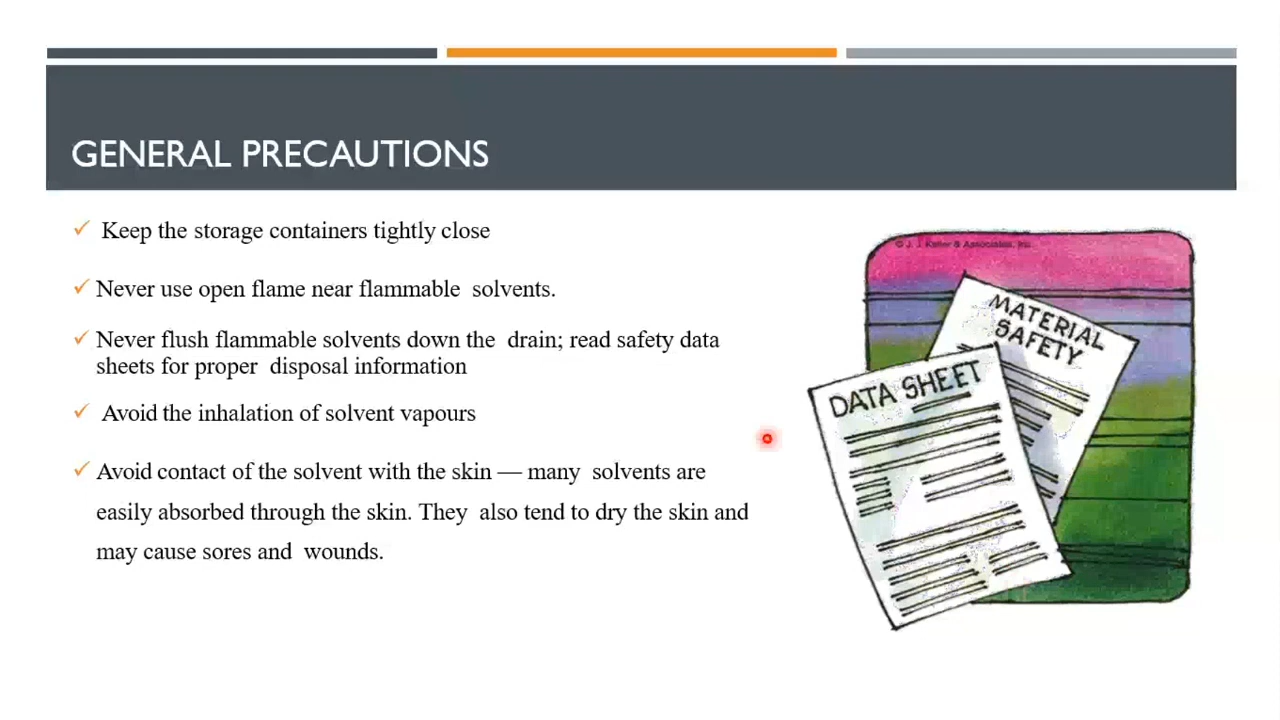 GENERAL PRECAUTIONS
Keep the storage containers tightly close
Never use open flame near flammable solvents.
Never flush flammable solvents down the drain; read safety data
sheets for proper disposal information
Avoid the inhalation of solvent vapours
Avoid contact of the solvent with the skin — many solvents are
easily absorbed through the skin. They also tend to dry the skin and
may cause sores and wounds.
© J. J. Keller & Associates, Inc.
MATERIAL
SAFETY
DATA SHEET